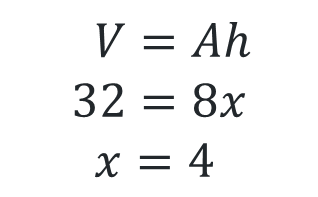 V = Ah
32 = 8x
x = 4